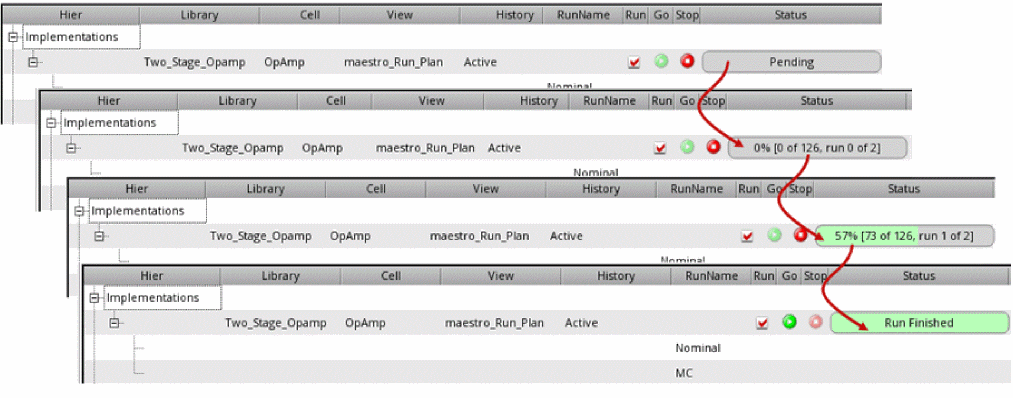 Hier Library Cell View History RunName Run Go Stop Status
Implementations
Two_Stage_Opamp OpAmp maestro_Run_Plan Active Pending
Nominal
Hier Library Cell View History RunName Run Go Stop Status
Implementations
Two_Stage_Opamp OpAmp maestro_Run_Plan Active 0% [0 of 126, run 0 of 2]
Nominal
Hier Library Cell View History RunName Run Go Stop Status
Implementations
Two_Stage_Opamp OpAmp maestro_Run_Plan Active 57% [73 of 126, run 1 of 2]
Nominal
Hier Library Cell View History RunName Run Go Stop Status
Implementations
Two_Stage_Opamp OpAmp maestro_Run_Plan Active Run Finished
Nominal
MC